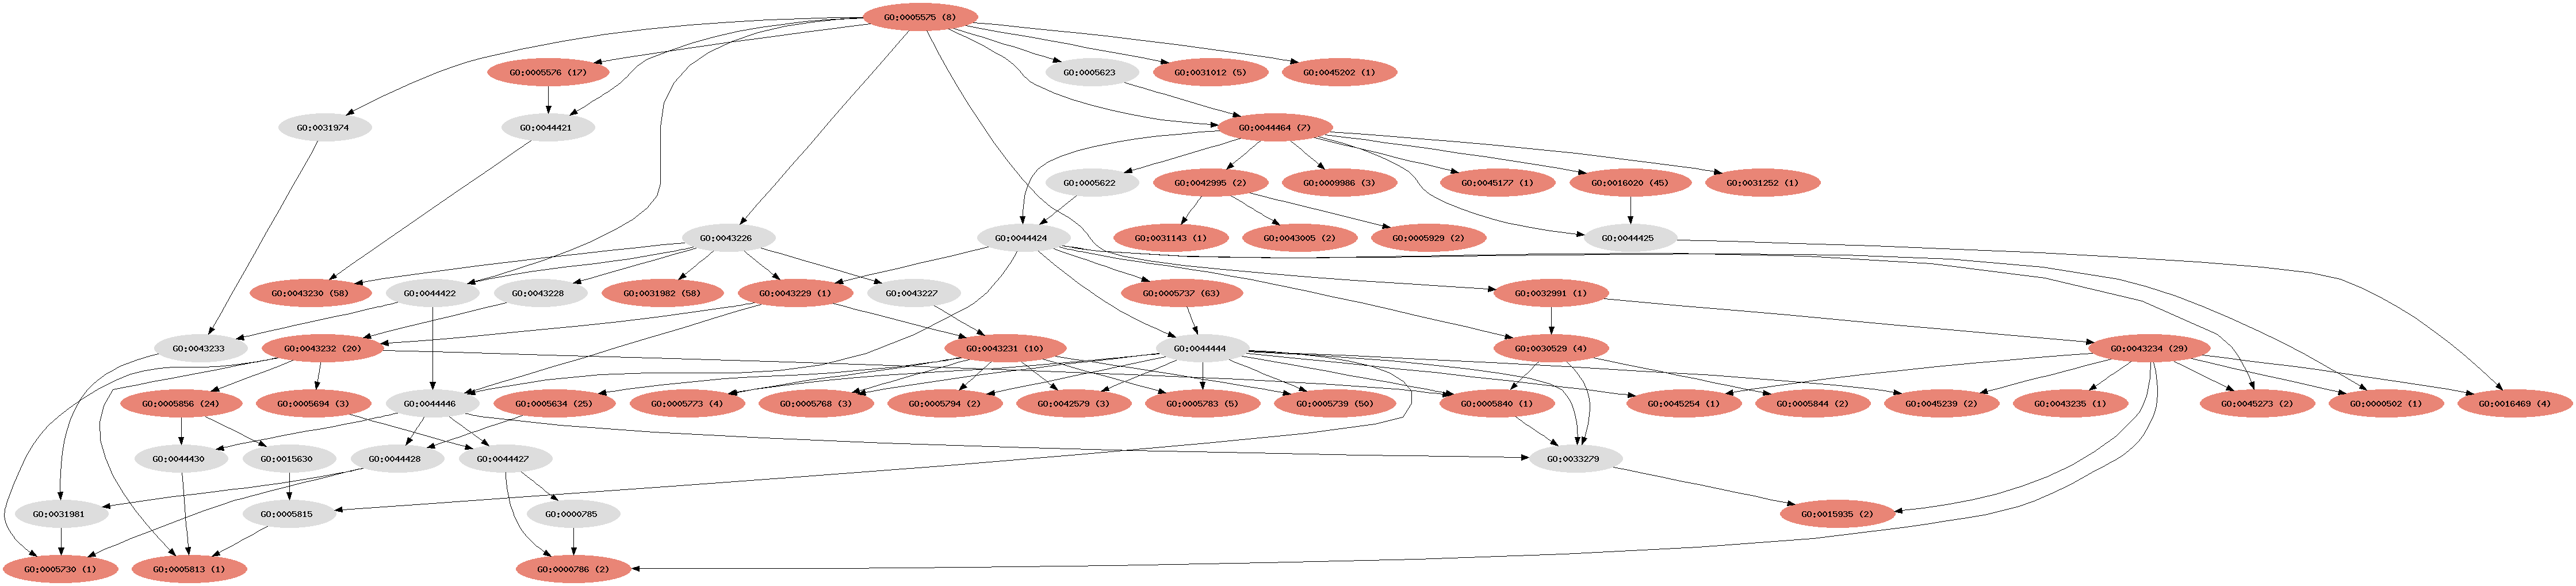 GO:0005575 (8)
GO:0005576 (17)
GO:0005623
GO:0031012 (5)
GO:0045202 (1)
GO:0031974
GO:0044421
GO:0044464 (7)
GO:0005622
GO:0042995 (2)
GO:0009986 (3)
GO:0045177 (1)
GO:0016020 (45)
GO:0031252 (1)
GO:0043226
GO:0044424
GO:0031143 (1)
GO:0043005 (2)
GO:0005929 (2)
GO:0044425
GO:0043230 (58)
GO:0044422
GO:0043228
GO:0031982 (58)
GO:0043229 (1)
GO:0043227
GO:0005737 (63)
GO:0032991 (1)
GO:0043233
GO:0043232 (20)
GO:0043231 (10)
GO:0044444
GO:0030529 (4)
GO:0043234 (29)
GO:0005856 (24)
GO:0005694 (3)
GO:0044446
GO:0005634 (25)
GO:0005773 (4)
GO:0005768 (3)
GO:0005794 (2)
GO:0042579 (3)
GO:0005783 (5)
GO:0005739 (50)
GO:0005840 (1)
GO:0045254 (1)
GO:0005844 (2)
GO:0045239 (2)
GO:0043235 (1)
GO:0045273 (2)
GO:0000502 (1)
GO:0016469 (4)
GO:0044430
GO:0015630
GO:0044428
GO:0044427
GO:0033279
GO:0031981
GO:0005815
GO:0000785
GO:0015935 (2)
GO:0005730 (1)
GO:0005813 (1)
GO:0000786 (2)